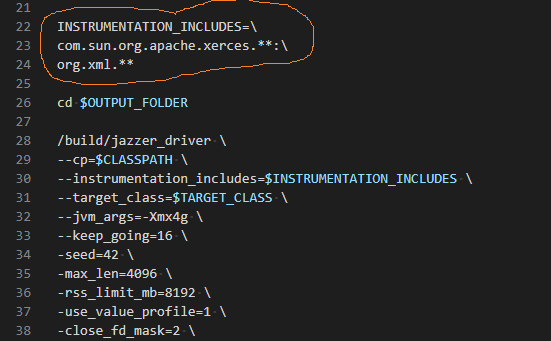 21
22 INSTRUMENTATION_INCLUDES=\
23 com.sun.org.apache.xerces.**:\
24 org.xml.**
25
26 cd $OUTPUT_FOLDER
27
28 /build/jazzer_driver \
29 --cp=$CLASSPATH \
30 --instrumentation_includes=$INSTRUMENTATION_INCLUDES \
31 --target_class=$TARGET_CLASS \
32 --jvm_args=-Xmx4g \
33 --keep_going=16 \
34 -seed=42 \
35 -max_len=4096 \
36 -rss_limit_mb=8192 \
37 -use_value_profile=1 \
38 -close_fd_mask=2 \